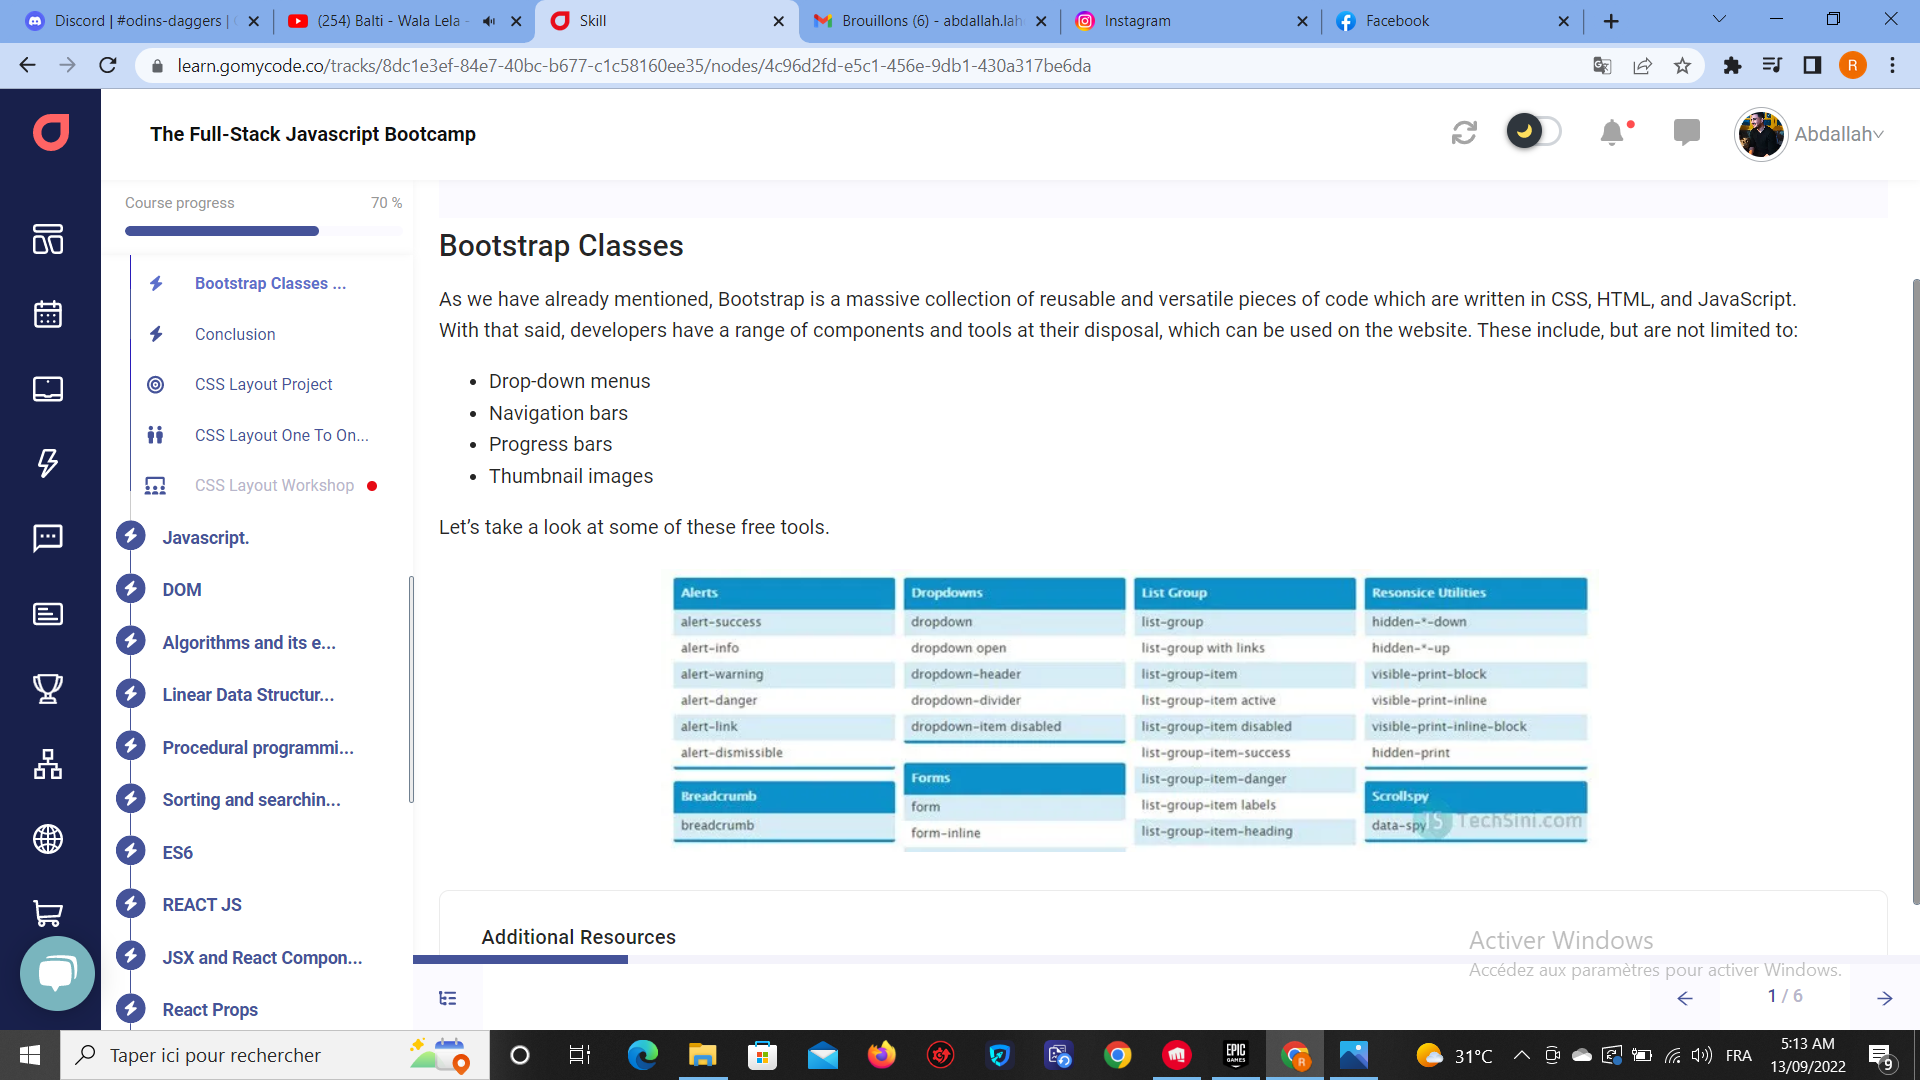 Discord | #odins-daggers |
(254) Balti - Wala Lela -
Skill
Brouillons (6) - abdallah.lah
Instagram
Facebook
learn.gomycode.co/tracks/8dc1e3ef-84e7-40bc-b677-c1c58160ee35/nodes/4c96d2fd-e5c1-456e-9db1-430a317be6da
R
The Full-Stack Javascript Bootcamp
Abdallah
Course progress
70 %
Bootstrap Classes ...
Conclusion
CSS Layout Project
CSS Layout One To On...
CSS Layout Workshop
Javascript.
DOM
Algorithms and its e...
Linear Data Structur...
Procedural programmi...
Sorting and searchin...
ES6
REACT JS
JSX and React Compon...
React Props
Bootstrap Classes
As we have already mentioned, Bootstrap is a massive collection of reusable and versatile pieces of code which are written in CSS, HTML, and JavaScript.
With that said, developers have a range of components and tools at their disposal, which can be used on the website. These include, but are not limited to:
• Drop-down menus
• Navigation bars
• Progress bars
• Thumbnail images
Let's take a look at some of these free tools.
Alerts
alert-success
alert-info
alert-warning
alert-danger
alert-link
alert-dismissible
Breadcrumb
breadcrumb
Dropdowns
dropdown
dropdown open
dropdown-header
dropdown-divider
dropdown-item disabled
Forms
form
form-inline
List Group
list-group
list-group with links
list-group-item
list-group-item active
list-group-item disabled
list-group-item-success
list-group-item-danger
list-group-item labels
list-group-item-heading
Resonsice Utilities
hidden-*-down
hidden-*-up
visible-print-block
visible-print-inline
visible-print-inline-block
hidden-print
Scrollspy
data-spy
TechSini.com
Additional Resources
Activer Windows
Accédez aux paramètres pour activer Windows.
1 / 6
Taper ici pour rechercher
EPIC
GAMES
R
31°C
FRA
5:13 AM
13/09/2022
9